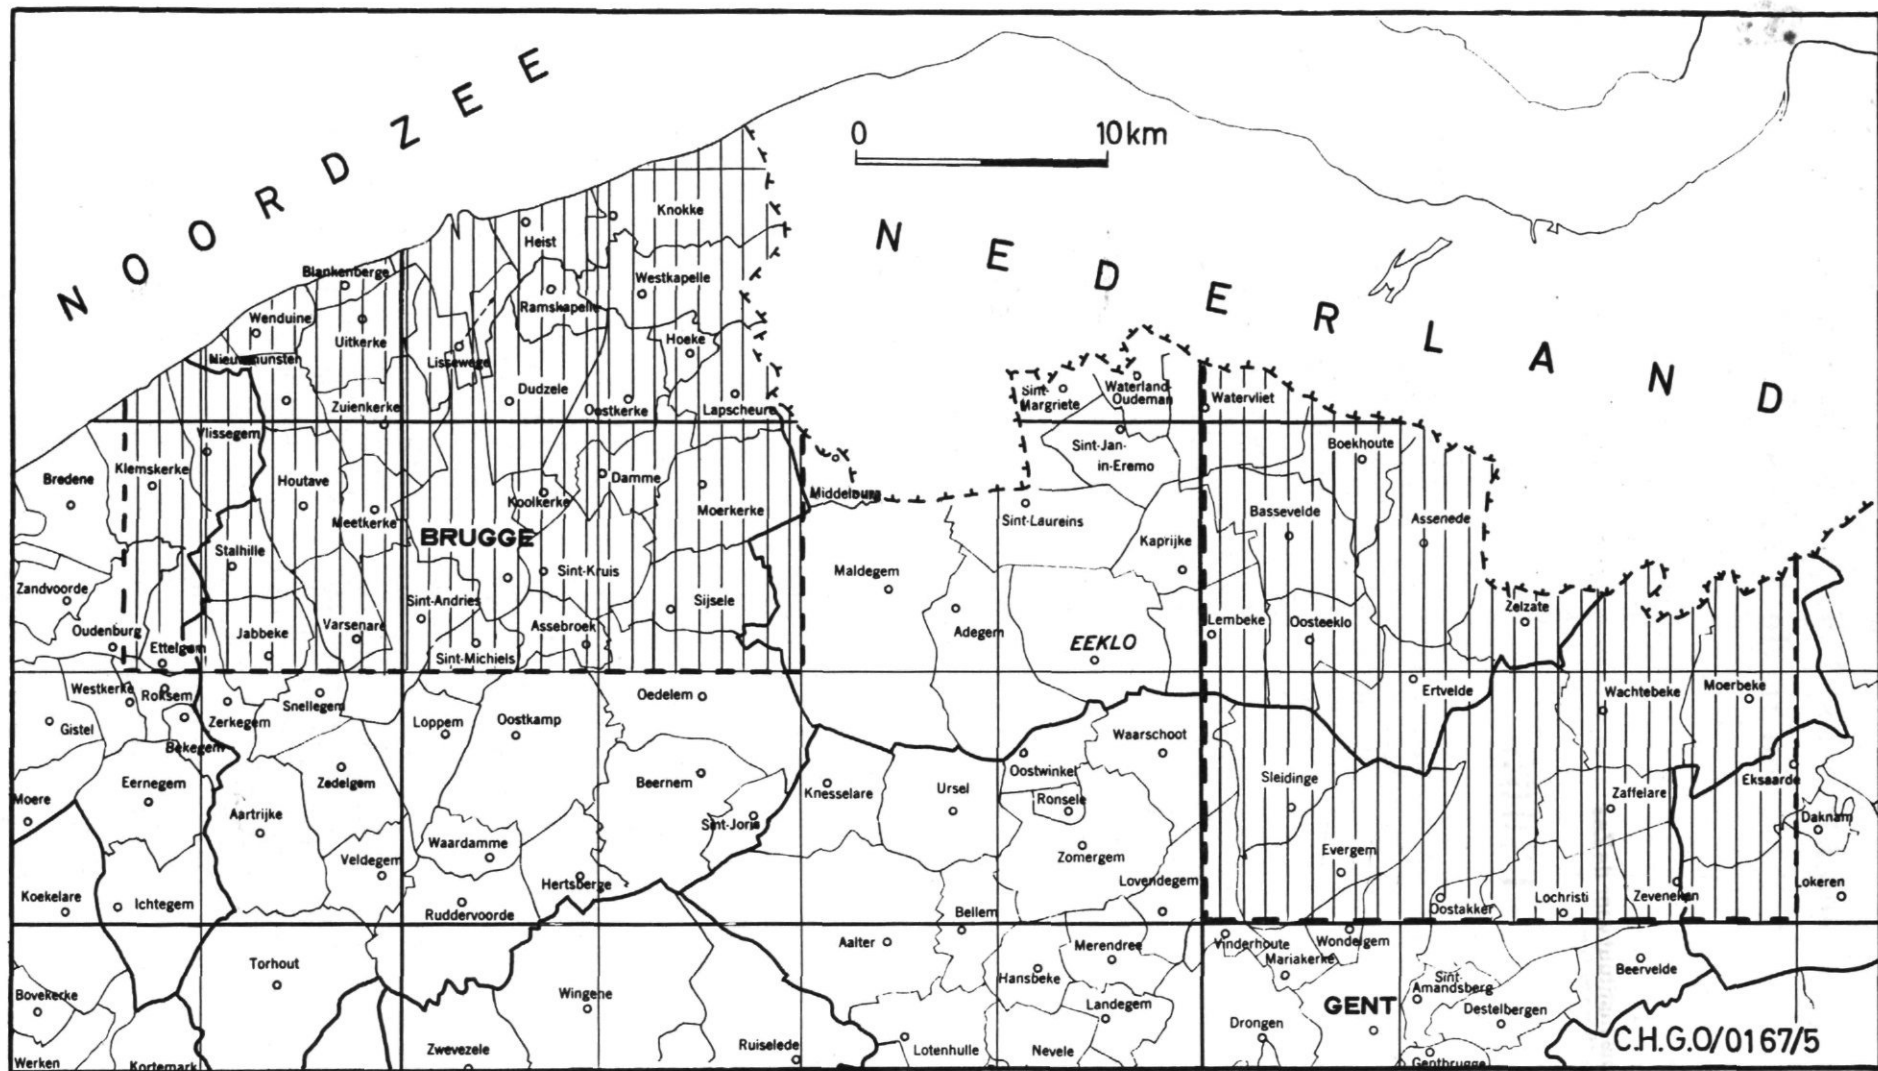 NOORDZEE
0 10km
NEDERLAND
Knokke
Heist
Blankenberge
Westkapelle
Ramskapelle
Wenduine
Uitkerke
Hoeke
Nieuwmunster
Lissewege
Sint-
Margriete
Waterland-
Oudeman
Watervliet
Zuienkerke
Dudzele
Oostkerke
Lapscheure
Vlissegem
Sint-Jan-
in-Eremo
Boekhoute
Bredene
Klemskerke
Houtave
Damme
Koolkerke
Middelburg
Meetkerke
Moerkerke
Sint-Laureins
Bassevelde
Assenede
BRUGGE
Kaprijke
Stalhille
Sint-Kruis
Maldegem
Zandvoorde
Sint-Andries
Sijsele
Zelzate
Oudenburg
Jabbeke
Varsenare
Assebroek
Adegem
EEKLO
Lembeke
Oosteeklo
Ettelgem
Sint-Michiels
Westkerke
Roksem
Snellegem
Oedelem
Ertvelde
Wachtebeke
Moerbeke
Gistel
Zerkegem
Loppem
Oostkamp
Bekegem
Waarschoot
Eernegem
Zedelgem
Beernem
Knesselare
Ursel
Oostwinkel
Sleidinge
Eksaarde
Moere
Aartrijke
Sint-Joris
Ronsele
Zaffelare
Daknam
Waardamme
Veldegem
Zomergem
Evergem
Hertsberge
Lovendegem
Lokeren
Koekelare
Ichtegem
Ruddervoorde
Bellem
Oostakker
Lochristi
Zeveneken
Aalter
Merendree
Vinderhoute
Wondelgem
Mariakerke
Torhout
Hansbeke
Sint-
Amandsberg
Beervelde
Bovekerke
Wingene
Landegem
GENT
Destelbergen
Drongen
Werken
Kortemark
Zwevezele
Ruiselede
Lotenhulle
Nevele
Gentbrugge
C.H.G.O/0167/5